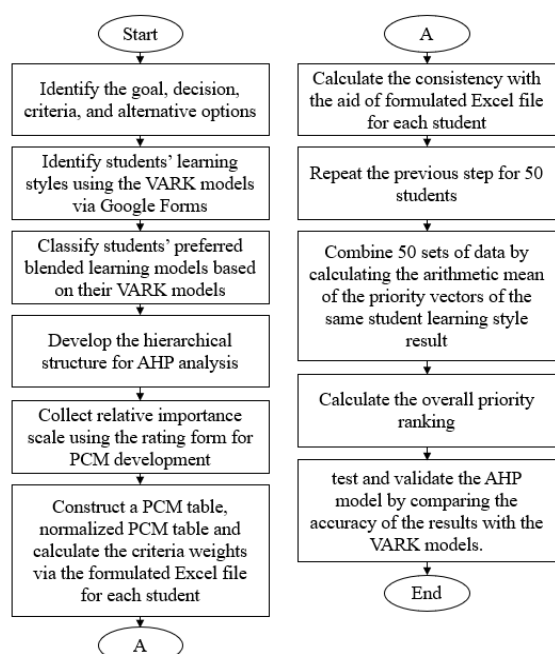 Start
Identify the goal, decision,
criteria, and alternative options
Identify students’ learning
styles using the VARK models
via Google Forms
Classify students’ preferred
blended learning models based
on their VARK models
Develop the hierarchical
structure for AHP analysis
Collect relative importance
scale using the rating form for
PCM development
Construct a PCM table,
normalized PCM table and
calculate the criteria weights
via the formulated Excel file
for each student
A
A
Calculate the consistency with
the aid of formulated Excel file
for each student
Repeat the previous step for 50
students
Combine 50 sets of data by
calculating the arithmetic mean
of the priority vectors of the
same student learning style
result
Calculate the overall priority
ranking
test and validate the AHP
model by comparing the
accuracy of the results with the
VARK models.
End